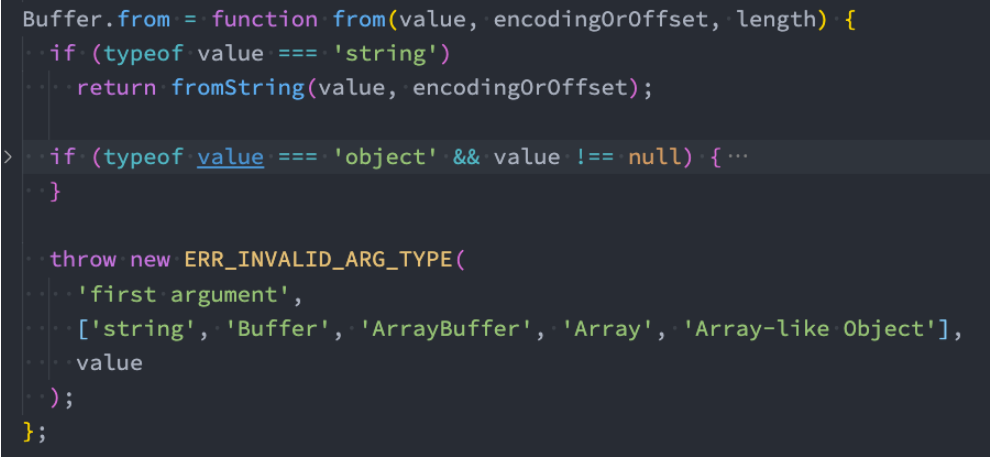 Buffer.from = function from(value, encodingOrOffset, length) {
  if (typeof value === 'string')
    return fromString(value, encodingOrOffset);

  if (typeof value === 'object' && value !== null) { ⋯
  }

  throw new ERR_INVALID_ARG_TYPE(
    'first argument',
    ['string', 'Buffer', 'ArrayBuffer', 'Array', 'Array-like Object'],
    value
  );
};